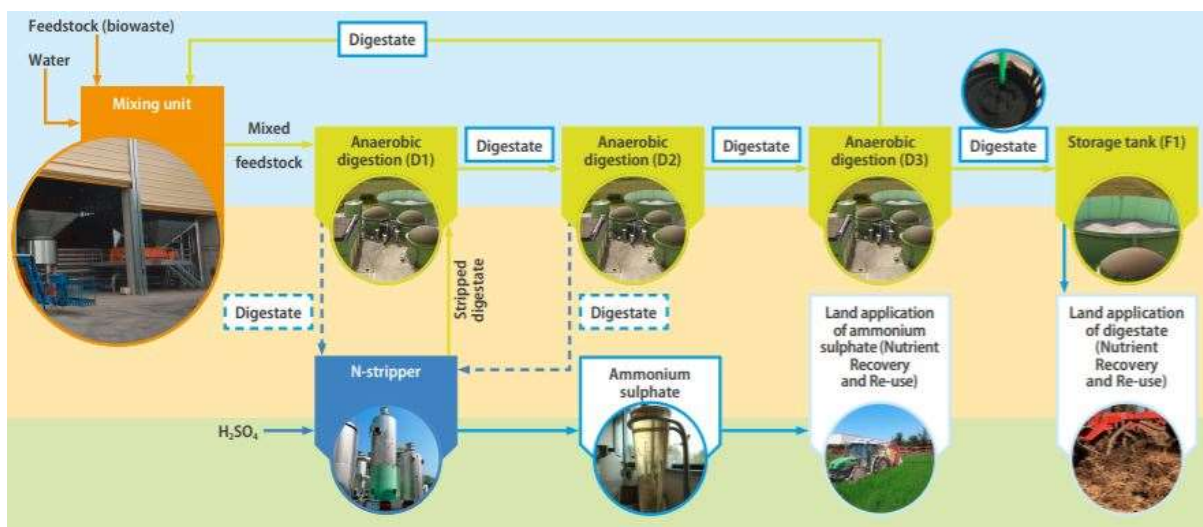 Feedstock (biowaste)
Water
Mixing unit
Digestate
Mixed
feedstock
Anaerobic
digestion (D1)
Digestate
Anaerobic
digestion (D2)
Digestate
Anaerobic
digestion (D3)
Digestate
Storage tank (F1)
Digestate
Stripped
digestate
Digestate
Land application
of ammonium
sulphate (Nutrient
Recovery
and Re-use)
Land application
of digestate
(Nutrient
Recovery
and Re-use)
N-stripper
Ammonium
sulphate
H₂SO₄